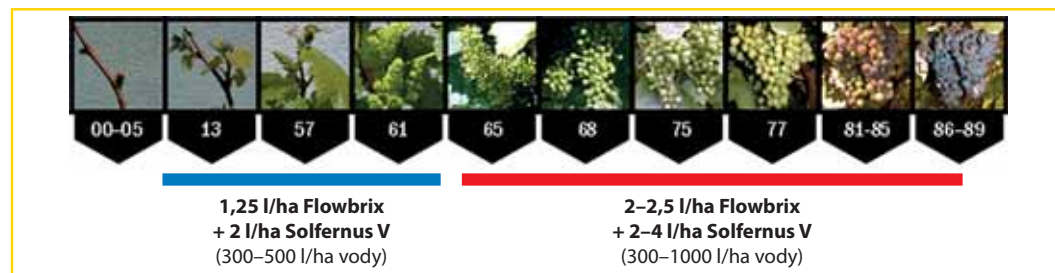 00-05 13 57 61 65 68 75 77 81-85 86-89
1,25 l/ha Flowbrix
+ 2 l/ha Solfernus V
(300–500 l/ha vody)
2–2,5 l/ha Flowbrix
+ 2–4 l/ha Solfernus V
(300–1000 l/ha vody)